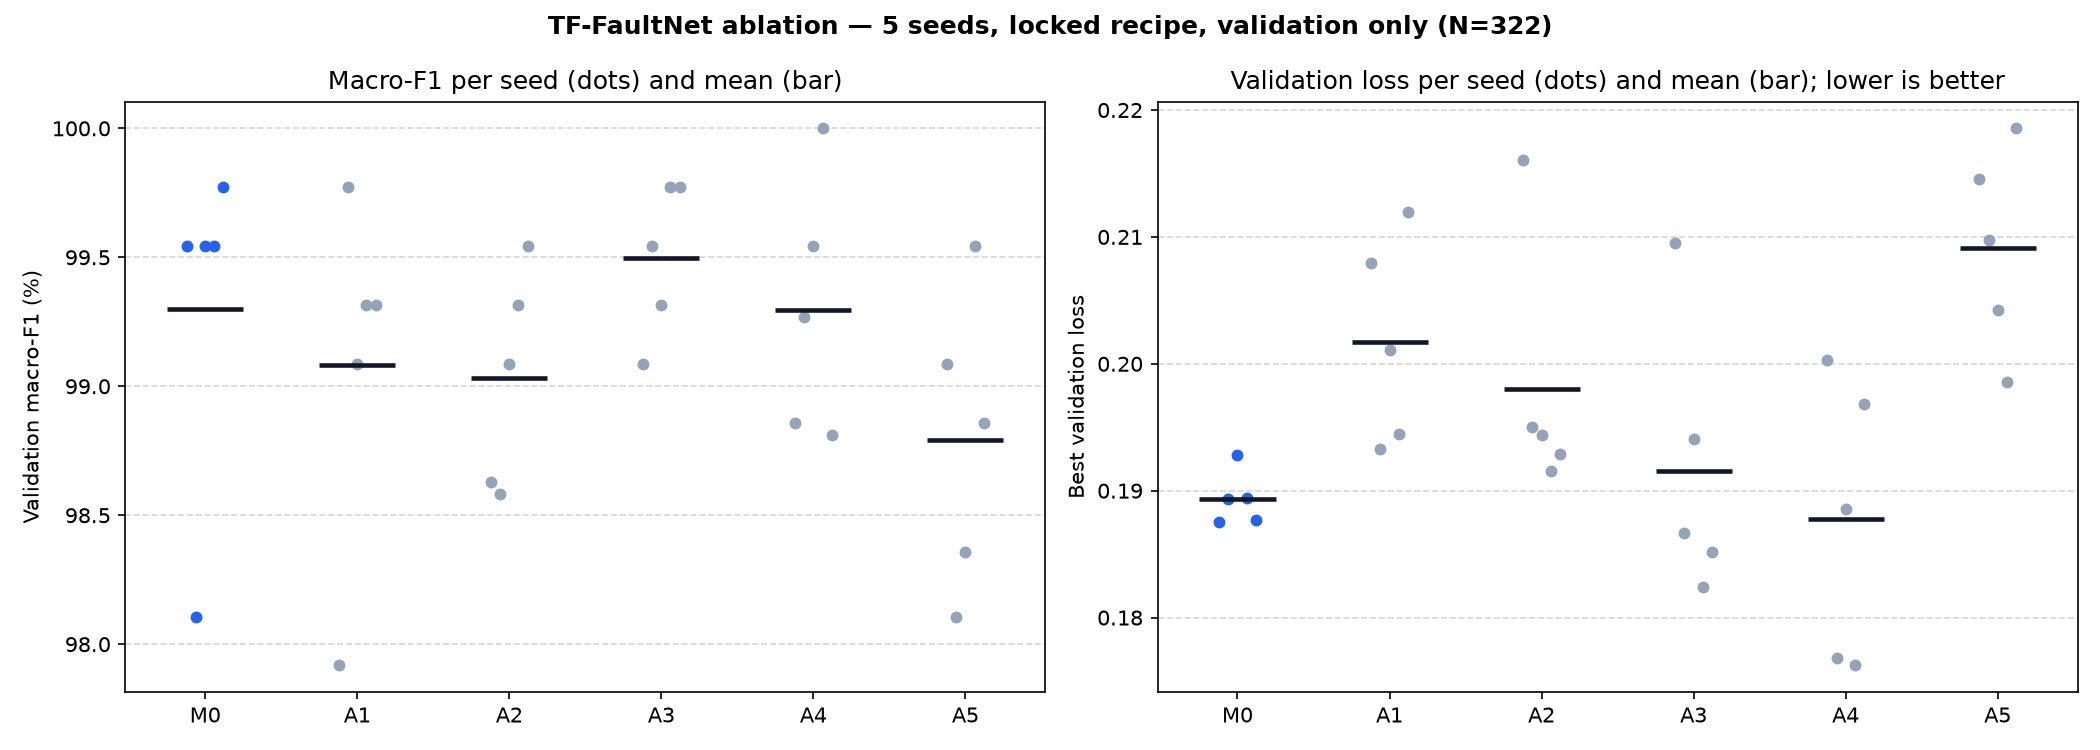 TF-FaultNet ablation — 5 seeds, locked recipe, validation only (N=322)
Macro-F1 per seed (dots) and mean (bar)
Validation macro-F1 (%)
100.0
99.5
99.0
98.5
98.0
M0 A1 A2 A3 A4 A5
Validation loss per seed (dots) and mean (bar); lower is better
Best validation loss
0.22
0.21
0.20
0.19
0.18
M0 A1 A2 A3 A4 A5